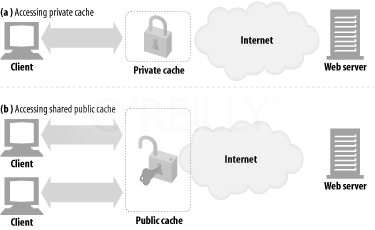 (a) Accessing private cache
Internet
Client
Private cache
Web server
(b) Accessing shared public cache
O'REILLY
Client
Internet
Web server
Client
Public cache